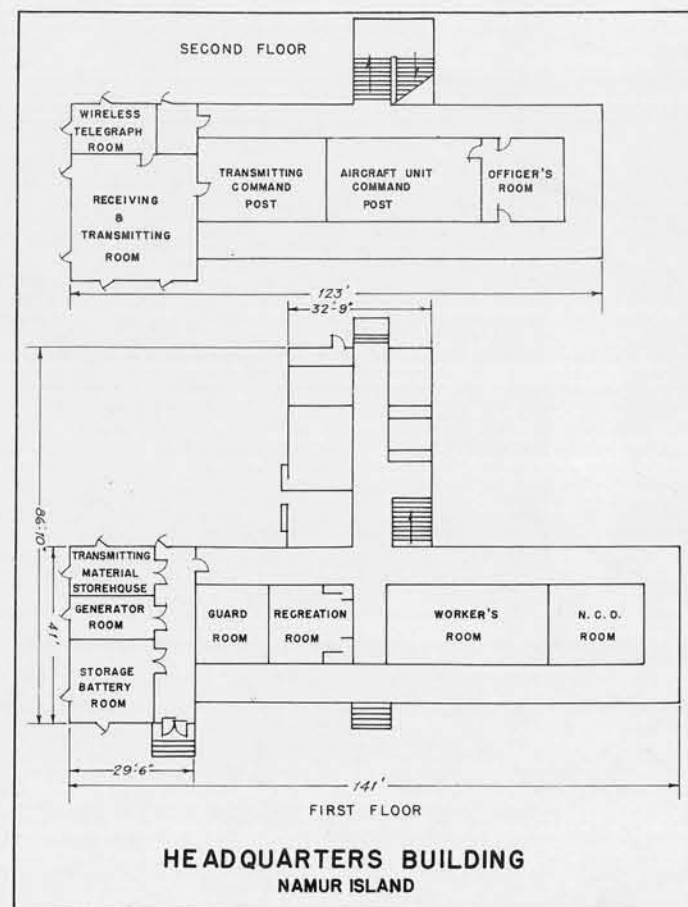 SECOND FLOOR
WIRELESS
TELEGRAPH
ROOM
RECEIVING
&
TRANSMITTING
ROOM
TRANSMITTING
COMMAND
POST
AIRCRAFT UNIT
COMMAND
POST
OFFICER'S
ROOM
123'
32'-9"
86'-10"
41'
TRANSMITTING
MATERIAL
STOREHOUSE
GENERATOR
ROOM
STORAGE
BATTERY
ROOM
GUARD
ROOM
RECREATION
ROOM
WORKER'S
ROOM
N. C. O.
ROOM
29'-6"
141'
FIRST FLOOR
HEADQUARTERS BUILDING
NAMUR ISLAND